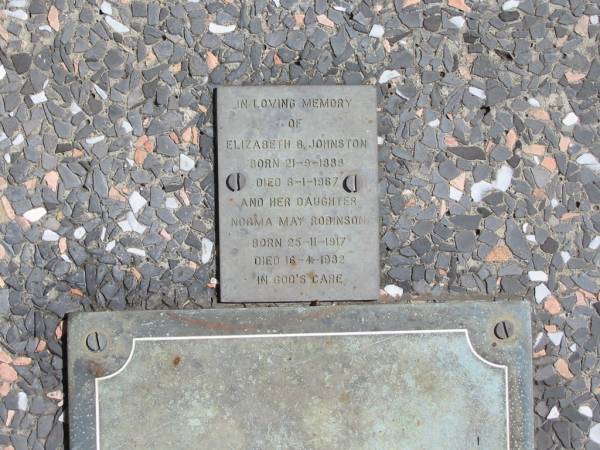 IN LOVING MEMORY
OF
ELIZABETH B. JOHNSTON
BORN 21-9-1888
DIED 8-1-1967
AND HER DAUGHTER
NORMA MAY ROBINSON
BORN 25-11-1917
DIED 16-4-1982
IN GOD'S CARE